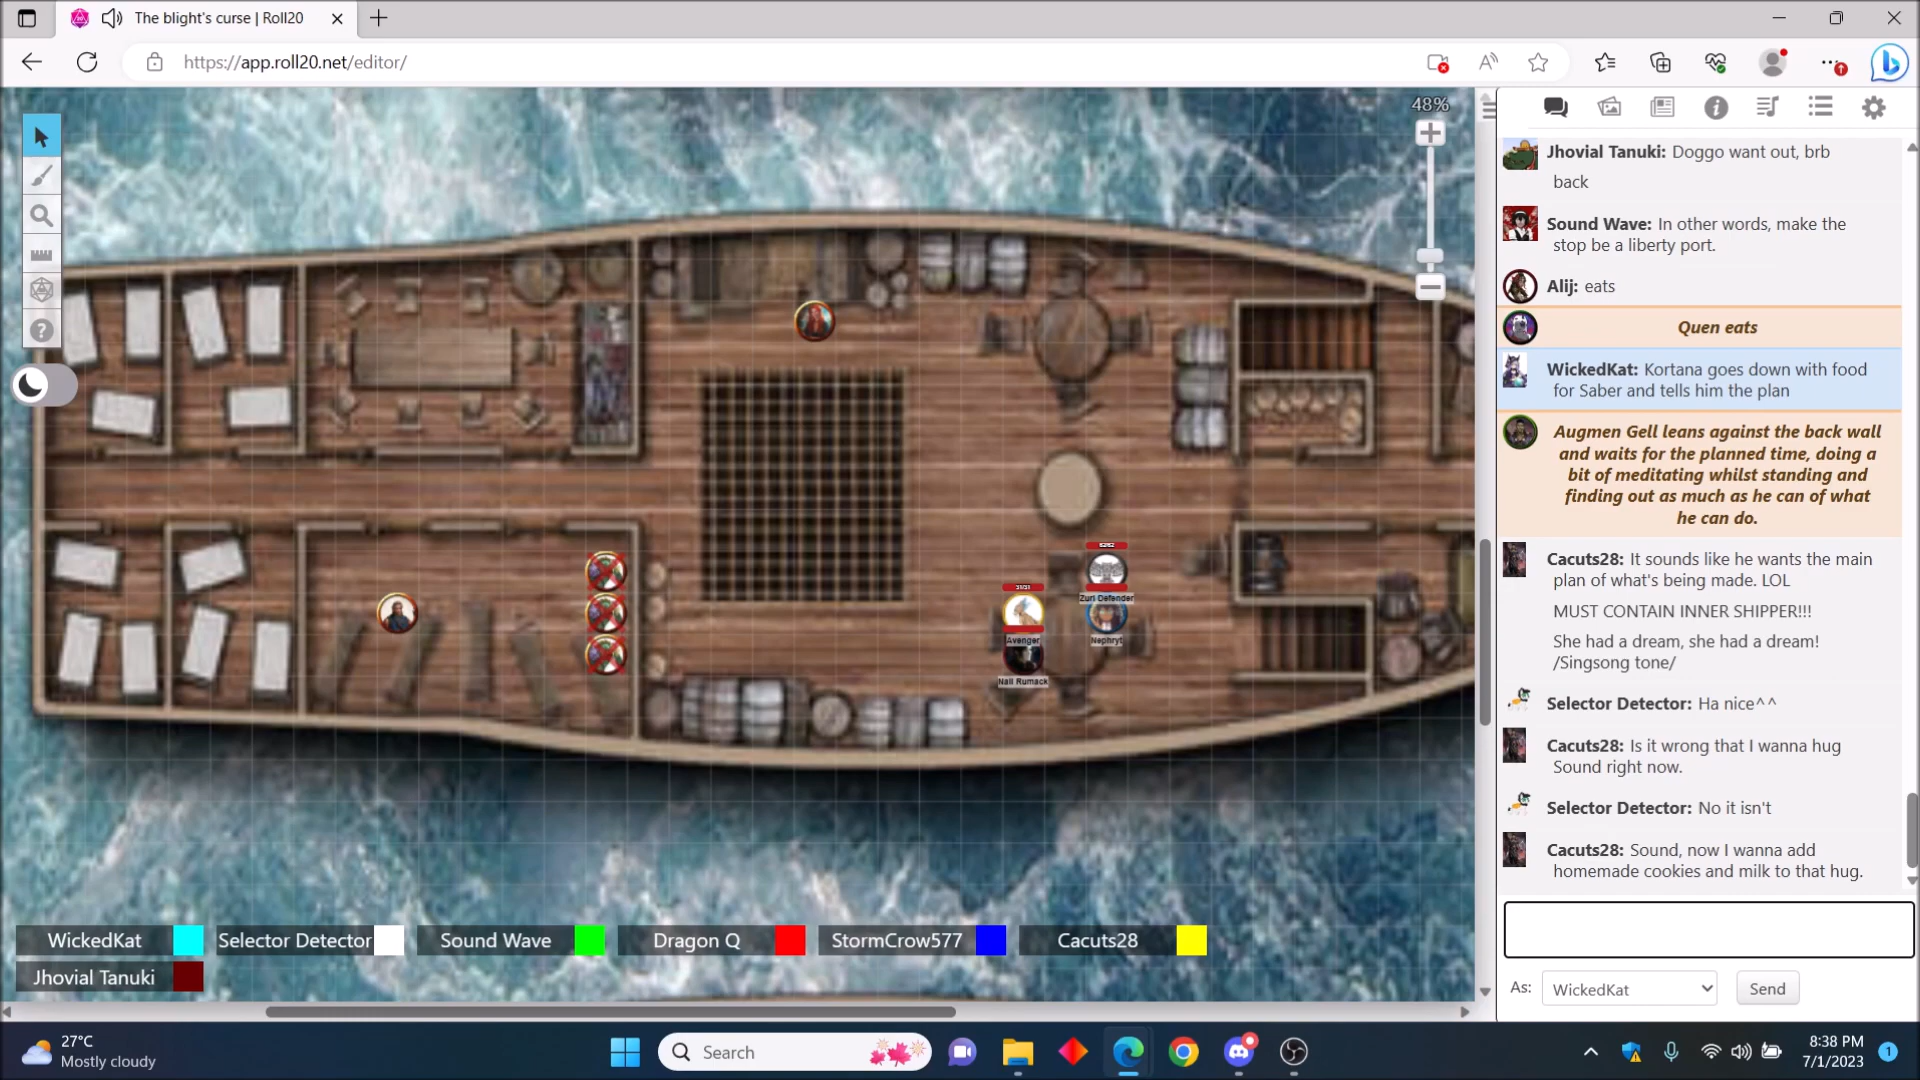 The blight's curse | Roll20
https://app.roll20.net/editor/
48%
Jhovial Tanuki: Doggo want out, brb
back
Sound Wave: In other words, make the
stop be a liberty port.
Alij: eats
Quen eats
WickedKat: Kortana goes down with food
for Saber and tells him the plan
Augmen Gell leans against the back wall
and waits for the planned time, doing a
bit of meditating whilst standing and
finding out as much as he can of what
he can do.
Cacuts28: It sounds like he wants the main
plan of what's being made. LOL
MUST CONTAIN INNER SHIPPER!!!
She had a dream, she had a dream!
/Singsong tone/
Selector Detector: Ha nice^^
Cacuts28: Is it wrong that I wanna hug
Sound right now.
Selector Detector: No it isn't
Cacuts28: Sound, now I wanna add
homemade cookies and milk to that hug.
Zuri Defender
Avenger
Nephryt
Nail Rumack
WickedKat
Selector Detector
Sound Wave
Dragon Q
StormCrow577
Cacuts28
Jhovial Tanuki
As:
WickedKat
Send
27°C
Mostly cloudy
Search
8:38 PM
7/1/2023
1